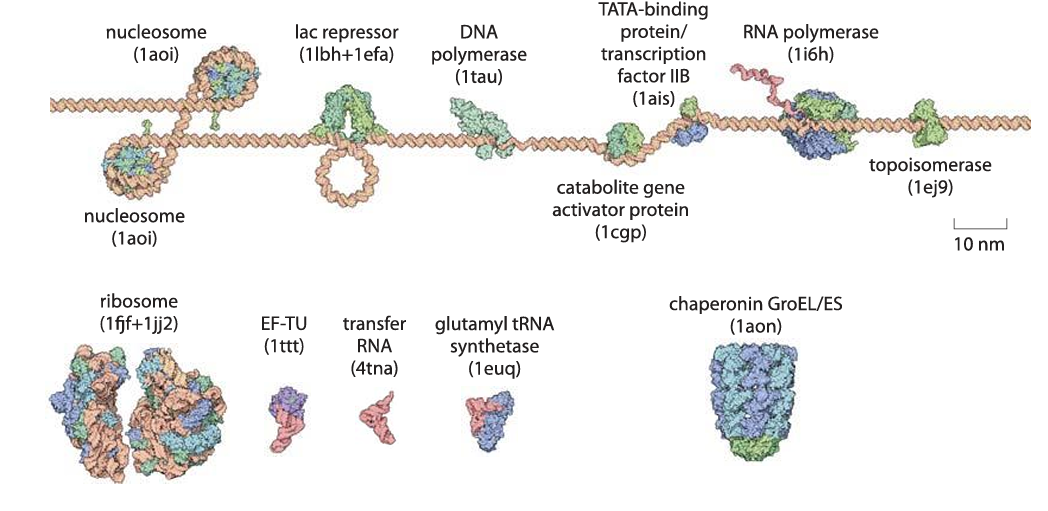 nucleosome
(1aoi)
lac repressor
(1lbh+1efa)
DNA
polymerase
(1tau)
TATA-binding
protein/
transcription
factor IIB
(1ais)
RNA polymerase
(1i6h)
nucleosome
(1aoi)
catabolite gene
activator protein
(1cgp)
topoisomerase
(1ej9)
10 nm
ribosome
(1fjf+1jj2)
EF-TU
(1ttt)
transfer
RNA
(4tna)
glutamyl tRNA
synthetase
(1euq)
chaperonin GroEL/ES
(1aon)